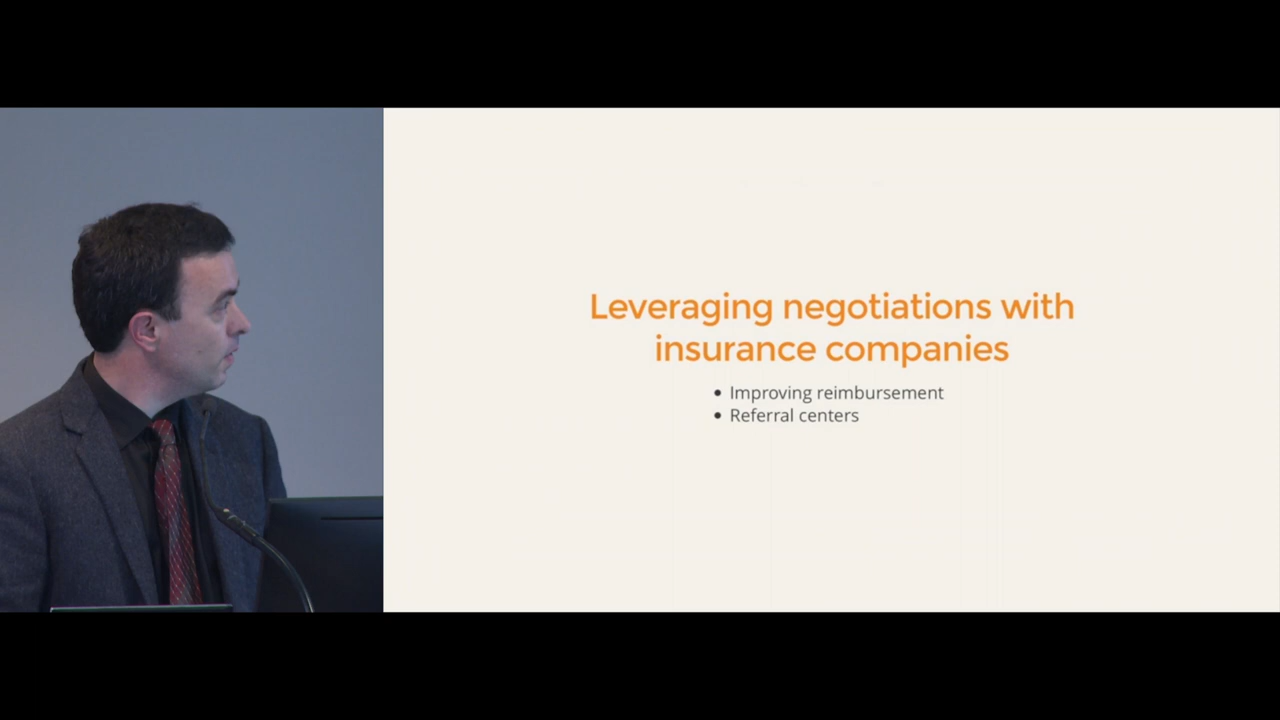 Leveraging negotiations with
insurance companies
• Improving reimbursement
• Referral centers